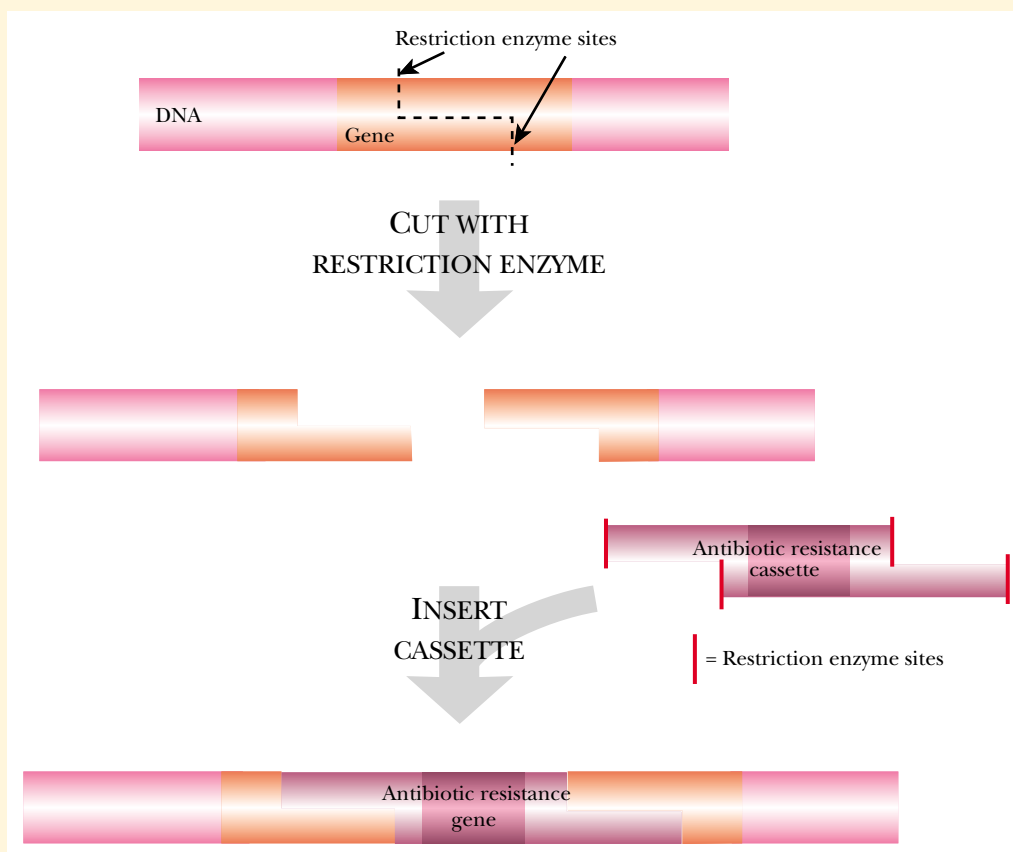 Restriction enzyme sites
DNA
Gene
CUT WITH
RESTRICTION ENZYME
Antibiotic resistance
cassette
INSERT
CASSETTE
= Restriction enzyme sites
Antibiotic resistance
gene